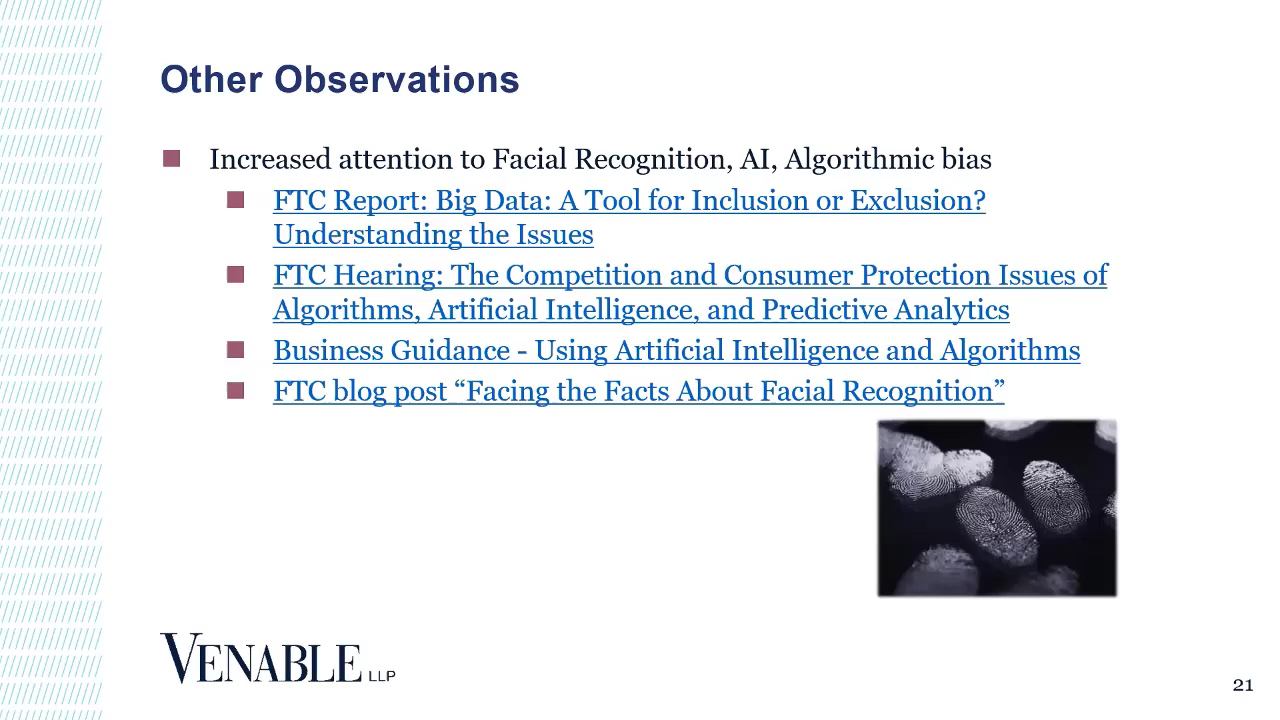 Other Observations
Increased attention to Facial Recognition, AI, Algorithmic bias
FTC Report: Big Data: A Tool for Inclusion or Exclusion?
Understanding the Issues
FTC Hearing: The Competition and Consumer Protection Issues of
Algorithms, Artificial Intelligence, and Predictive Analytics
Business Guidance - Using Artificial Intelligence and Algorithms
FTC blog post “Facing the Facts About Facial Recognition”
VENABLE LLP
21